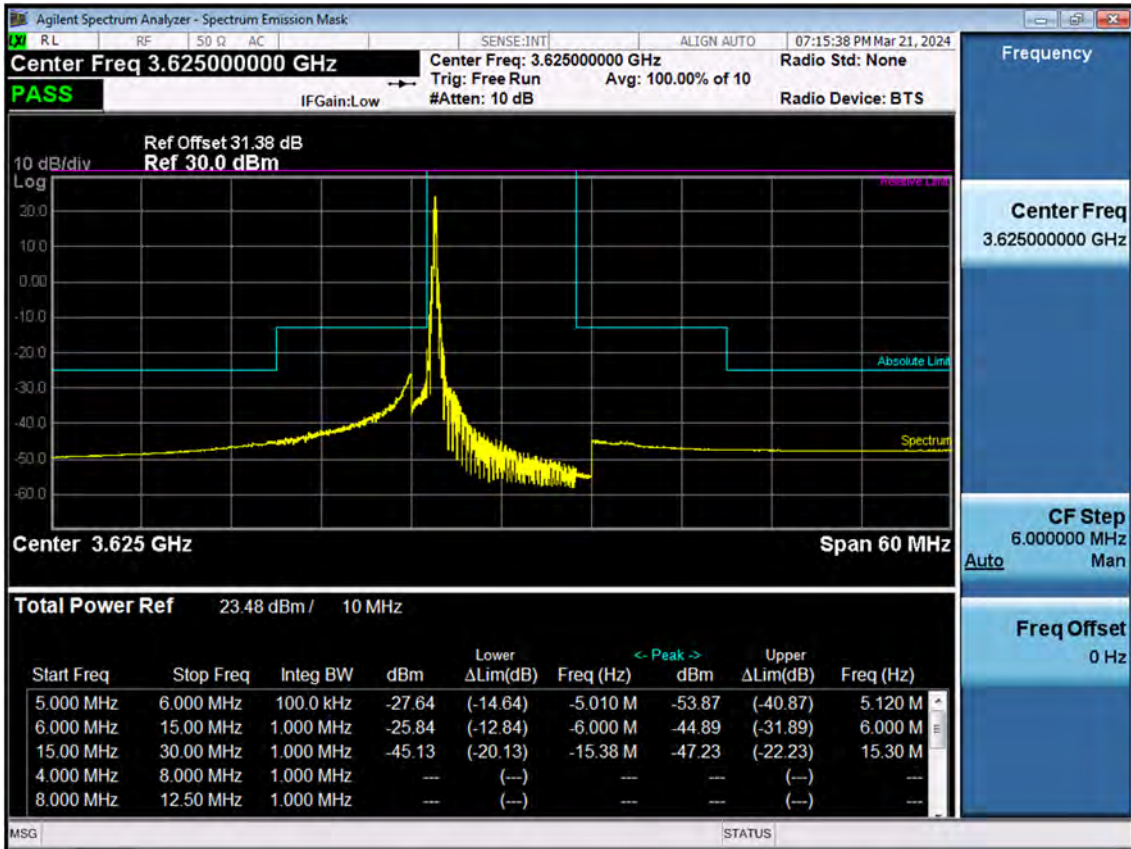 Agilent Spectrum Analyzer - Spectrum Emission Mask
LXI RL RF 50 Ω AC SENSE:INT ALIGN AUTO 07:15:38 PM Mar 21, 2024
Center Freq 3.625000000 GHz Center Freq: 3.625000000 GHz Radio Std: None
Trig: Free Run Avg: 100.00% of 10
PASS IFGain:Low #Atten: 10 dB Radio Device: BTS
Ref Offset 31.38 dB
10 dB/div Ref 30.0 dBm
Log
Relative Limit
20.0
10.0
0.00
-10.0
-20.0
Absolute Limit
-30.0
-40.0
Spectrum
-50.0
-60.0
Center 3.625 GHz Span 60 MHz
Total Power Ref 23.48 dBm / 10 MHz
Lower <- Peak -> Upper
Start Freq Stop Freq Integ BW dBm ΔLim(dB) Freq (Hz) dBm ΔLim(dB) Freq (Hz)
5.000 MHz 6.000 MHz 100.0 kHz -27.64 (-14.64) -5.010 M -53.87 (-40.87) 5.120 M
6.000 MHz 15.00 MHz 1.000 MHz -25.84 (-12.84) -6.000 M -44.89 (-31.89) 6.000 M
15.00 MHz 30.00 MHz 1.000 MHz -45.13 (-20.13) -15.38 M -47.23 (-22.23) 15.30 M
4.000 MHz 8.000 MHz 1.000 MHz --- (---) --- --- (---) ---
8.000 MHz 12.50 MHz 1.000 MHz --- (---) --- --- (---) ---
MSG STATUS
Frequency
Center Freq
3.625000000 GHz
CF Step
6.000000 MHz
Auto Man
Freq Offset
0 Hz